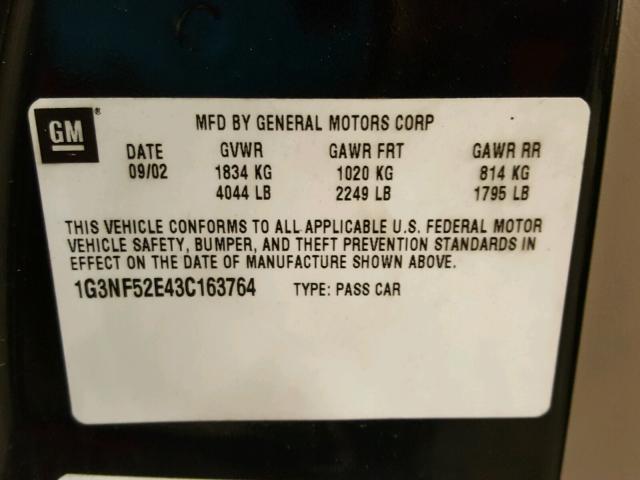 GM ® MFD BY GENERAL MOTORS CORP
DATE GVWR GAWR FRT GAWR RR
09/02 1834 KG 1020 KG 814 KG
4044 LB 2249 LB 1795 LB
THIS VEHICLE CONFORMS TO ALL APPLICABLE U.S. FEDERAL MOTOR
VEHICLE SAFETY, BUMPER, AND THEFT PREVENTION STANDARDS IN
EFFECT ON THE DATE OF MANUFACTURE SHOWN ABOVE.
1G3NF52E43C163764 TYPE: PASS CAR